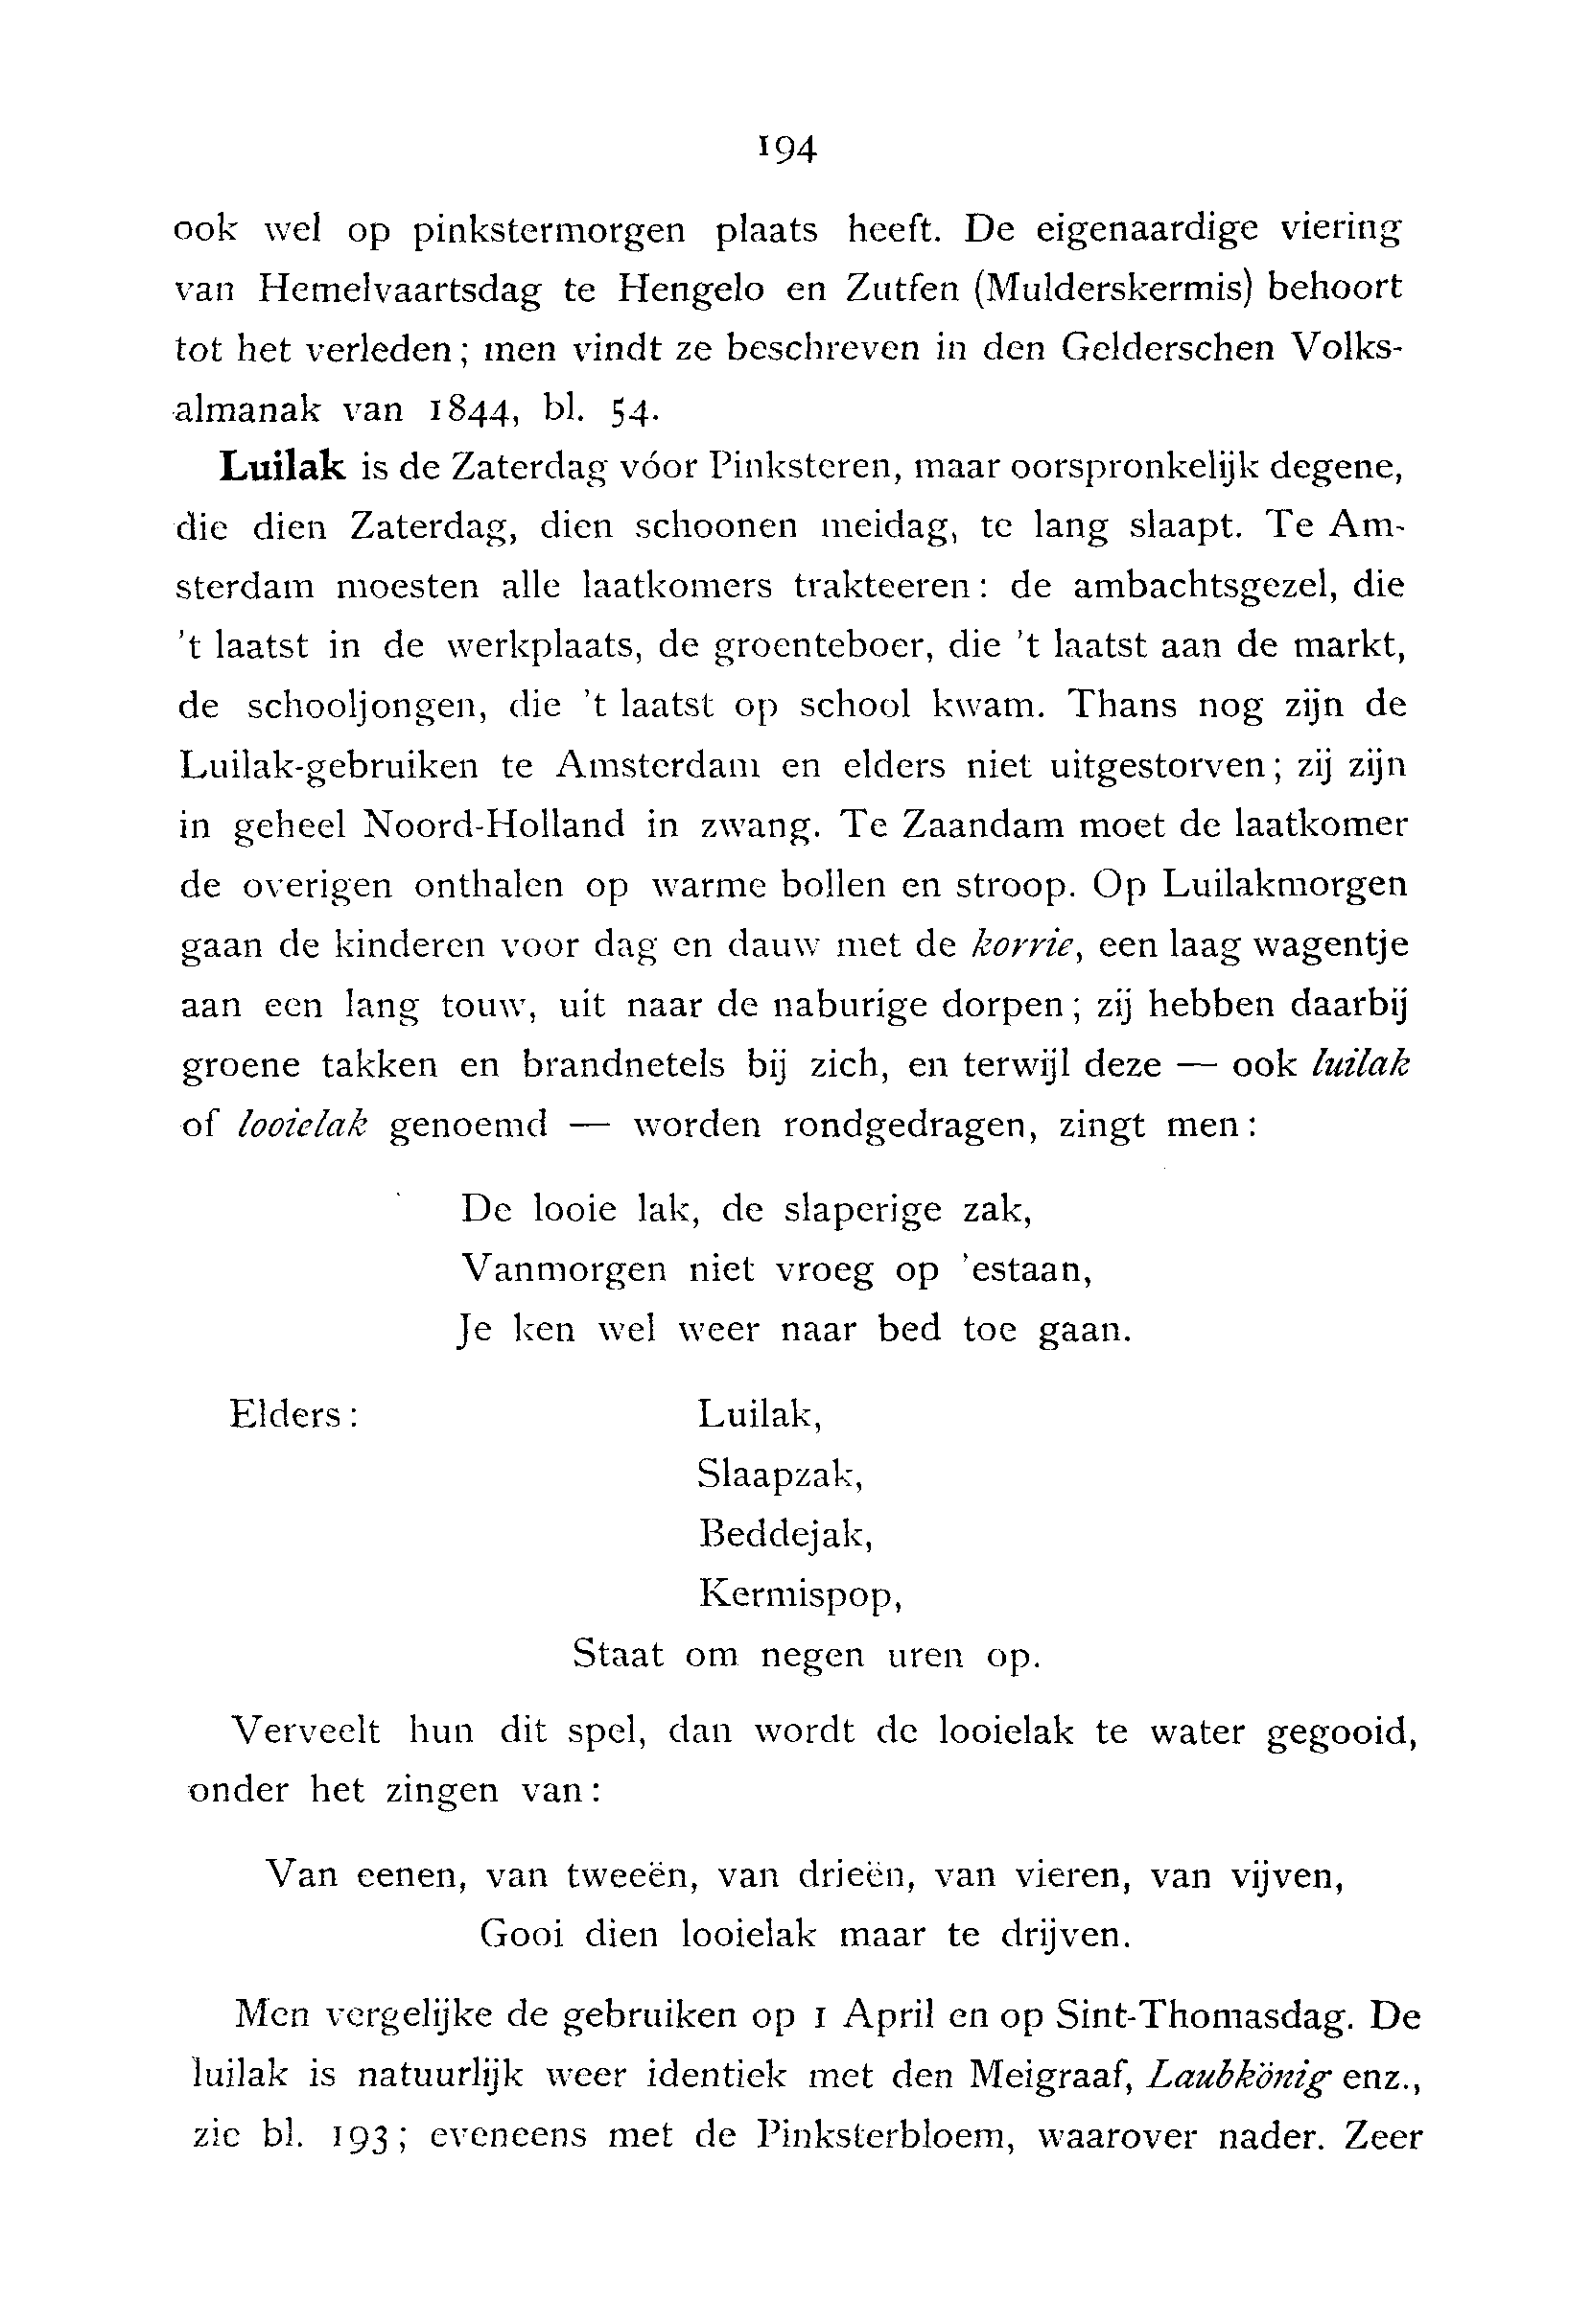 194
ook wel op pinkstermorgen plaats heeft. De eigenaardige viering
van Hemelvaartsdag te Hengelo en Zutfen (Mulderskermis) behoort
tot het verleden; men vindt ze beschreven in den Gelderschen Volks-
almanak van 1844, bl. 54.
Luilak is de Zaterdag vóor Pinksteren, maar oorspronkelijk degene,
die dien Zaterdag, dien schoonen meidag, te lang slaapt. Te Am-
sterdam moesten alle laatkomers trakteeren: de ambachtsgezel, die
't laatst in de werkplaats, de groenteboer, die 't laatst aan de markt,
de schooljongen, die 't laatst op school kwam. Thans nog zijn de
Luilak-gebruiken te Amsterdam en elders niet uitgestorven; zij zijn
in geheel Noord-Holland in zwang. Te Zaandam moet de laatkomer
de overigen onthalen op warme bollen en stroop. Op Luilakmorgen
gaan de kinderen voor dag en dauw met de korrie, een laag wagentje
aan een lang touw, uit naar de naburige dorpen; zij hebben daarbij
groene takken en brandnetels bij zich, en terwijl deze — ook luilak
of looielak genoemd — worden rondgedragen, zingt men:
De looie lak, de slaperige zak,
Vanmorgen niet vroeg op 'estaan,
Je ken wel weer naar bed toe gaan.
Elders: Luilak,
Slaapzak,
Beddejak,
Kermispop,
Staat om negen uren op.
Verveelt hun dit spel, dan wordt de looielak te water gegooid,
onder het zingen van:
Van eenen, van tweeën, van drieën, van vieren, van vijven,
Gooi dien looielak maar te drijven.
Men vergelijke de gebruiken op 1 April en op Sint-Thomasdag. De
luilak is natuurlijk weer identiek met den Meigraaf, Laubkönig enz.,
zie bl. 193; eveneens met de Pinksterbloem, waarover nader. Zeer